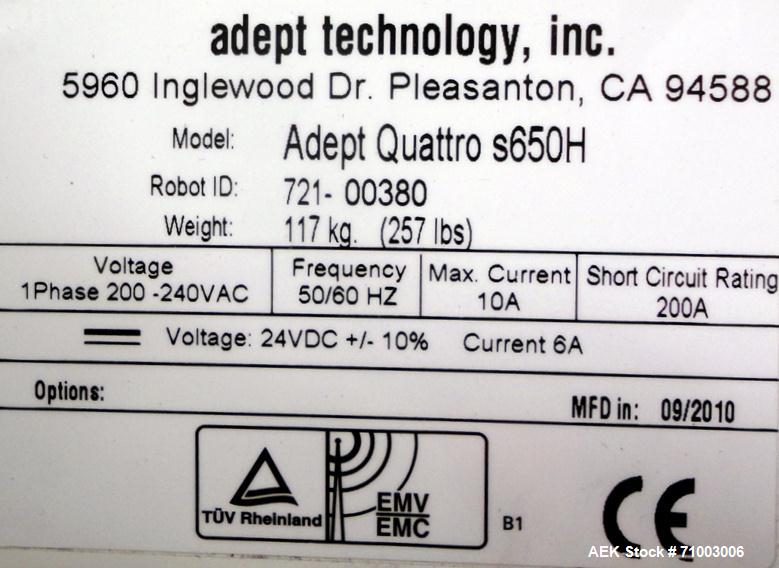 adept technology, inc.
5960 Inglewood Dr. Pleasanton, CA 94588
Model: Adept Quattro s650H
Robot ID: 721- 00380
Weight: 117 kg. (257 lbs)
Voltage
1Phase 200 -240VAC
Frequency
50/60 HZ
Max. Current
10A
Short Circuit Rating
200A
Voltage: 24VDC +/- 10% Current 6A
Options:
MFD in: 09/2010
TÜV Rheinland
EMV
EMC
B1
CE
AEK Stock # 71003006